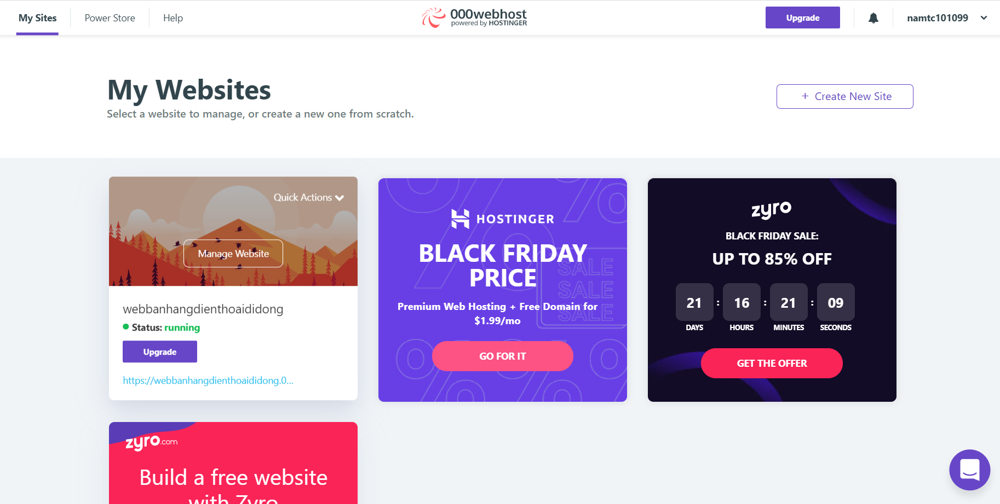 My Sites
Power Store
Help
000webhost
powered by HOSTINGER
Upgrade
namtc101099
My Websites
Select a website to manage, or create a new one from scratch.
+ Create New Site
Quick Actions
Manage Website
webbanhangdienthoaididong
Status: running
Upgrade
https://webbanhangdienthoaididong.0...
HOSTINGER
BLACK FRIDAY
PRICE
SALE
SALE
SALE
Premium Web Hosting + Free Domain for
$1.99/mo
GO FOR IT
zyro
BLACK FRIDAY SALE:
UP TO 85% OFF
21 : 16 : 21 : 09
DAYS HOURS MINUTES SECONDS
GET THE OFFER
zyro.com
Build a free website
with Zyro